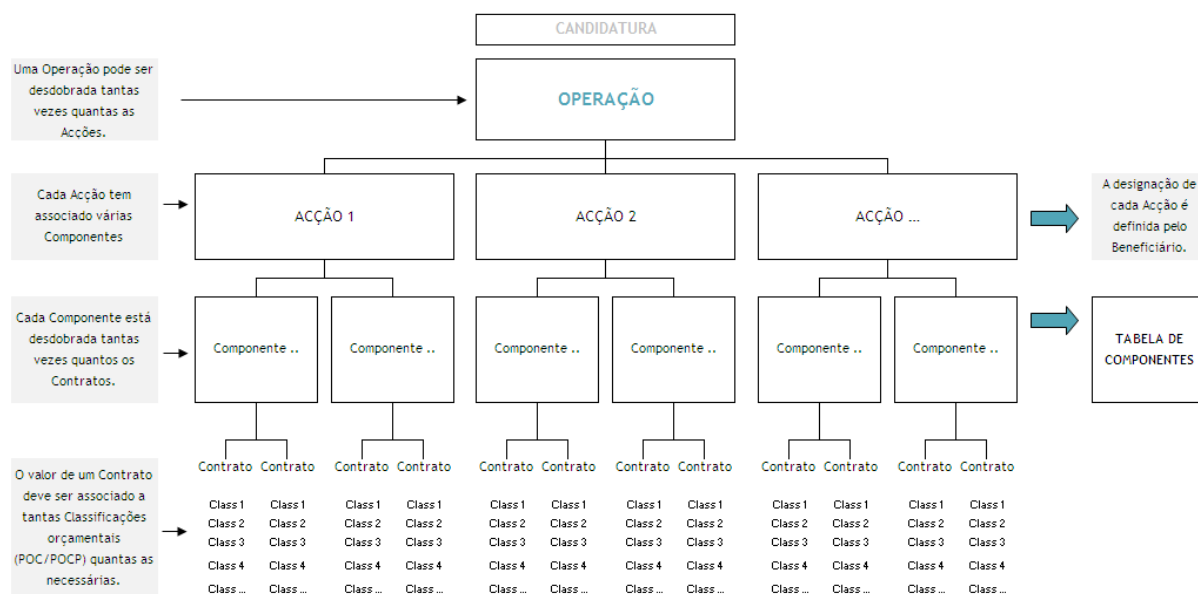 CANDIDATURA
Uma Operação pode ser
desdobrada tantas
vezes quantas as
Acções.
OPERAÇÃO
Cada Acção tem
associado várias
Componentes
ACÇÃO 1
ACÇÃO 2
ACÇÃO ...
A designação de
cada Acção é
definida pelo
Beneficiário.
Cada Componente está
desdobrada tantas
vezes quantos os
Contratos.
Componente ..
Componente ..
Componente ..
Componente ..
Componente ..
Componente ..
TABELA DE
COMPONENTES
O valor de um Contrato
deve ser associado a
tantas Classificações
orçamentais
(POC/POCP) quantas as
necessárias.
Contrato Contrato Contrato Contrato Contrato Contrato Contrato Contrato Contrato Contrato Contrato Contrato
Class 1 Class 1 Class 1 Class 1 Class 1 Class 1 Class 1 Class 1 Class 1 Class 1 Class 1 Class 1
Class 2 Class 2 Class 2 Class 2 Class 2 Class 2 Class 2 Class 2 Class 2 Class 2 Class 2 Class 2
Class 3 Class 3 Class 3 Class 3 Class 3 Class 3 Class 3 Class 3 Class 3 Class 3 Class 3 Class 3
Class 4 Class 4 Class 4 Class 4 Class 4 Class 4 Class 4 Class 4 Class 4 Class 4 Class 4 Class 4
Class ... Class ... Class ... Class ... Class ... Class ... Class ... Class ... Class ... Class ... Class ... Class ...